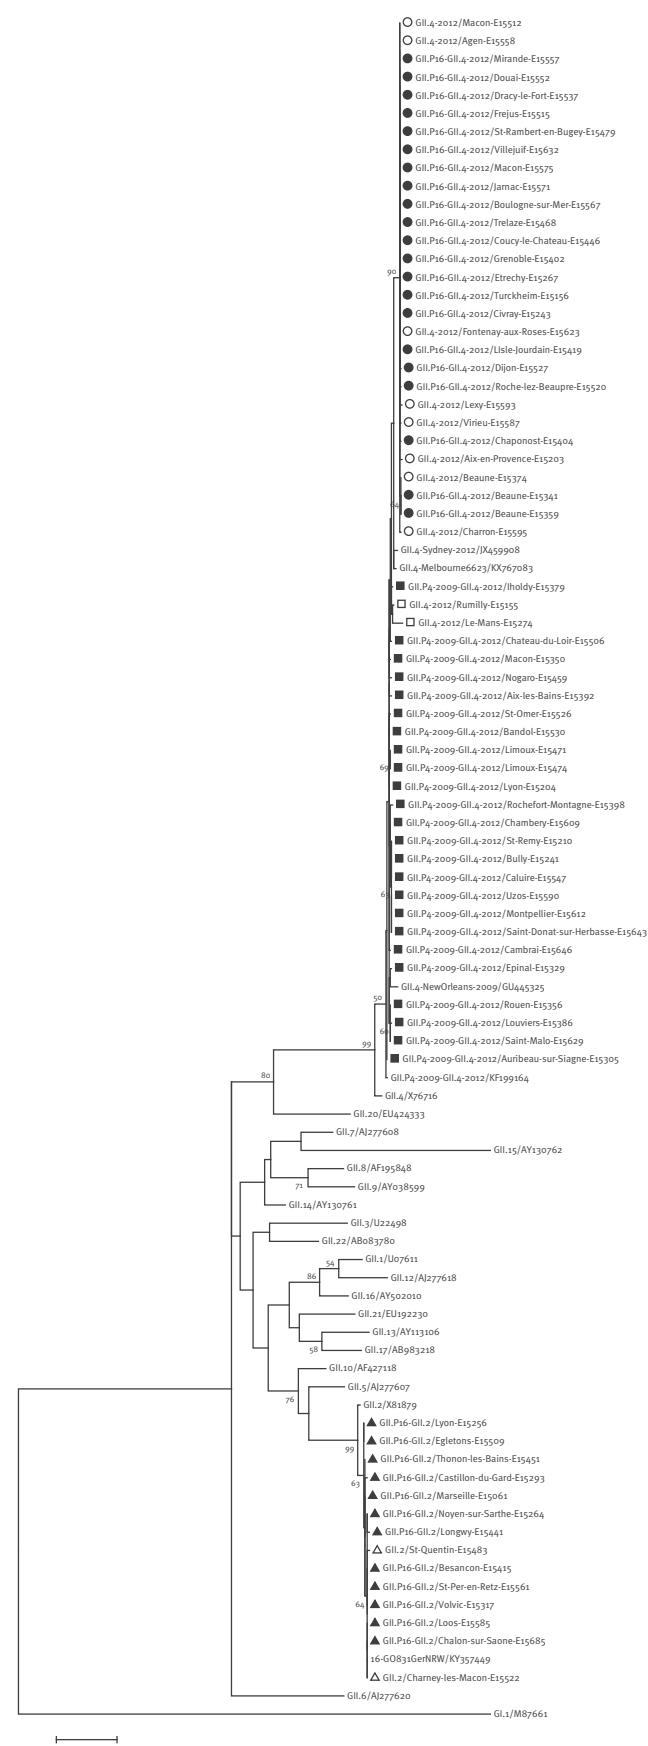 GII.4-2012/Macon-E15512
GII.4-2012/Agen-E15558
GII.P16-GII.4-2012/Mirande-E15557
GII.P16-GII.4-2012/Douai-E15552
GII.P16-GII.4-2012/Dracy-le-Fort-E15537
GII.P16-GII.4-2012/Frejus-E15515
GII.P16-GII.4-2012/St-Rambert-en-Bugey-E15479
GII.P16-GII.4-2012/Villejuif-E15632
GII.P16-GII.4-2012/Macon-E15575
GII.P16-GII.4-2012/Jarnac-E15571
GII.P16-GII.4-2012/Boulogne-sur-Mer-E15567
GII.P16-GII.4-2012/Trelaze-E15468
GII.P16-GII.4-2012/Coucy-le-Chateau-E15446
GII.P16-GII.4-2012/Grenoble-E15402
90
GII.P16-GII.4-2012/Etrechy-E15267
GII.P16-GII.4-2012/Turckheim-E15156
GII.P16-GII.4-2012/Civray-E15243
GII.4-2012/Fontenay-aux-Roses-E15623
GII.P16-GII.4-2012/LIsle-Jourdain-E15419
GII.P16-GII.4-2012/Dijon-E15527
GII.P16-GII.4-2012/Roche-lez-Beaupre-E15520
GII.4-2012/Lexy-E15593
GII.4-2012/Virieu-E15587
GII.P16-GII.4-2012/Chaponost-E15404
GII.4-2012/Aix-en-Provence-E15203
GII.4-2012/Beaune-E15374
GII.P16-GII.4-2012/Beaune-E15341
64
GII.P16-GII.4-2012/Beaune-E15359
GII.4-2012/Charron-E15595
GII.4-Sydney-2012/JX459908
GII.4-Melbourne6623/KX767083
GII.P4-2009-GII.4-2012/Iholdy-E15379
GII.4-2012/Rumilly-E15155
GII.4-2012/Le-Mans-E15274
GII.P4-2009-GII.4-2012/Chateau-du-Loir-E15506
GII.P4-2009-GII.4-2012/Macon-E15350
GII.P4-2009-GII.4-2012/Nogaro-E15459
GII.P4-2009-GII.4-2012/Aix-les-Bains-E15392
GII.P4-2009-GII.4-2012/St-Omer-E15526
GII.P4-2009-GII.4-2012/Bandol-E15530
GII.P4-2009-GII.4-2012/Limoux-E15471
69
GII.P4-2009-GII.4-2012/Limoux-E15474
GII.P4-2009-GII.4-2012/Lyon-E15204
GII.P4-2009-GII.4-2012/Rochefort-Montagne-E15398
GII.P4-2009-GII.4-2012/Chambery-E15609
GII.P4-2009-GII.4-2012/St-Remy-E15210
GII.P4-2009-GII.4-2012/Bully-E15241
GII.P4-2009-GII.4-2012/Caluire-E15547
63
GII.P4-2009-GII.4-2012/Uzos-E15590
GII.P4-2009-GII.4-2012/Montpellier-E15612
GII.P4-2009-GII.4-2012/Saint-Donat-sur-Herbasse-E15643
GII.P4-2009-GII.4-2012/Cambrai-E15646
GII.P4-2009-GII.4-2012/Epinal-E15329
GII.4-NewOrleans-2009/GU445325
50
GII.P4-2009-GII.4-2012/Rouen-E15356
GII.P4-2009-GII.4-2012/Louviers-E15386
GII.P4-2009-GII.4-2012/Saint-Malo-E15629
99
GII.P4-2009-GII.4-2012/Auribeau-sur-Siagne-E15305
80
GII.P4-2009-GII.4-2012/KF199164
GII.4/X76716
GII.20/EU424333
GII.7/AJ277608
GII.15/AY130762
GII.8/AF195848
71
GII.9/AY038599
GII.14/AY130761
GII.3/U22498
GII.22/AB083780
54
GII.1/U07611
86
GII.12/AJ277618
GII.16/AY502010
GII.21/EU192230
GII.13/AY113106
58
GII.17/AB983218
GII.10/AF427118
GII.5/AJ277607
76
GII.2/X81879
GII.P16-GII.2/Lyon-E15256
GII.P16-GII.2/Egletons-E15509
99
GII.P16-GII.2/Thonon-les-Bains-E15451
GII.P16-GII.2/Castillon-du-Gard-E15293
63
GII.P16-GII.2/Marseille-E15061
GII.P16-GII.2/Noyen-sur-Sarthe-E15264
GII.P16-GII.2/Longwy-E15441
GII.2/St-Quentin-E15483
GII.P16-GII.2/Besancon-E15415
GII.P16-GII.2/St-Per-en-Retz-E15561
64
GII.P16-GII.2/Volvic-E15317
GII.P16-GII.2/Loos-E15585
GII.P16-GII.2/Chalon-sur-Saone-E15685
16-GO831GerNRW/KY357449
GII.2/Charney-les-Macon-E15522
GII.6/AJ277620
GI.1/M87661